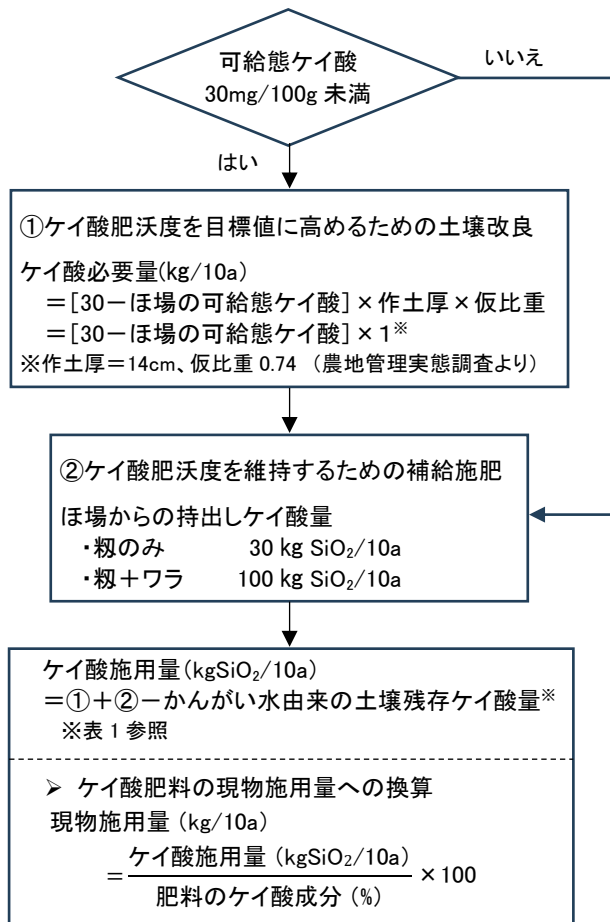 可給態ケイ酸
30mg/100g 未満
いいえ
はい
①ケイ酸肥沃度を目標値に高めるための土壌改良
ケイ酸必要量(kg/10a)
＝[30－ほ場の可給態ケイ酸]×作土厚×仮比重
＝[30－ほ場の可給態ケイ酸]×1※
※作土厚＝14cm、仮比重 0.74 （農地管理実態調査より）
②ケイ酸肥沃度を維持するための補給施肥
ほ場からの持出しケイ酸量
・籾のみ 30 kg SiO₂/10a
・籾＋ワラ 100 kg SiO₂/10a
ケイ酸施用量(kgSiO₂/10a)
＝①＋②－かんがい水由来の土壌残存ケイ酸量※
※表 1 参照
➢ ケイ酸肥料の現物施用量への換算
現物施用量 (kg/10a)
ケイ酸施用量 (kgSiO₂/10a)
＝ × 100
肥料のケイ酸成分 (%)